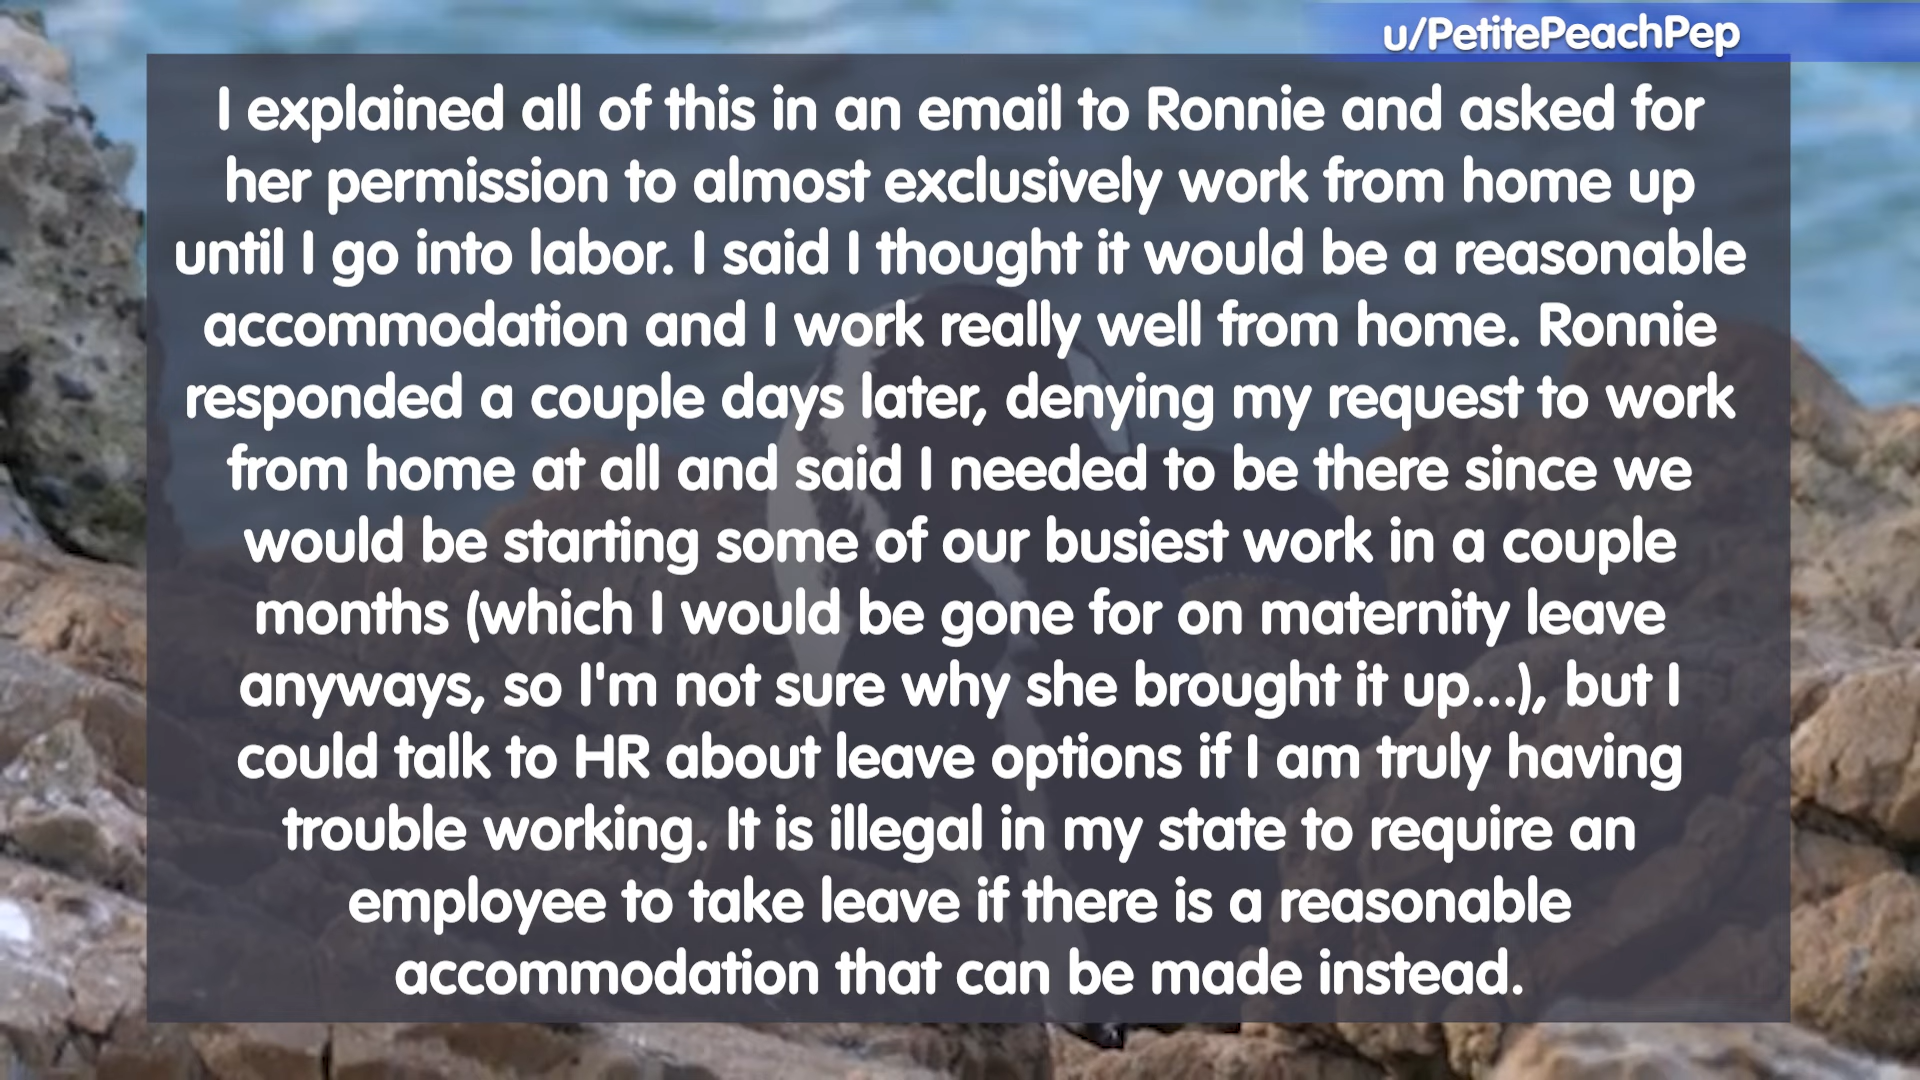 u/PetitePeachPep
I explained all of this in an email to Ronnie and asked for
her permission to almost exclusively work from home up
until I go into labor. I said I thought it would be a reasonable
accommodation and I work really well from home. Ronnie
responded a couple days later, denying my request to work
from home at all and said I needed to be there since we
would be starting some of our busiest work in a couple
months (which I would be gone for on maternity leave
anyways, so I'm not sure why she brought it up...), but I
could talk to HR about leave options if I am truly having
trouble working. It is illegal in my state to require an
employee to take leave if there is a reasonable
accommodation that can be made instead.